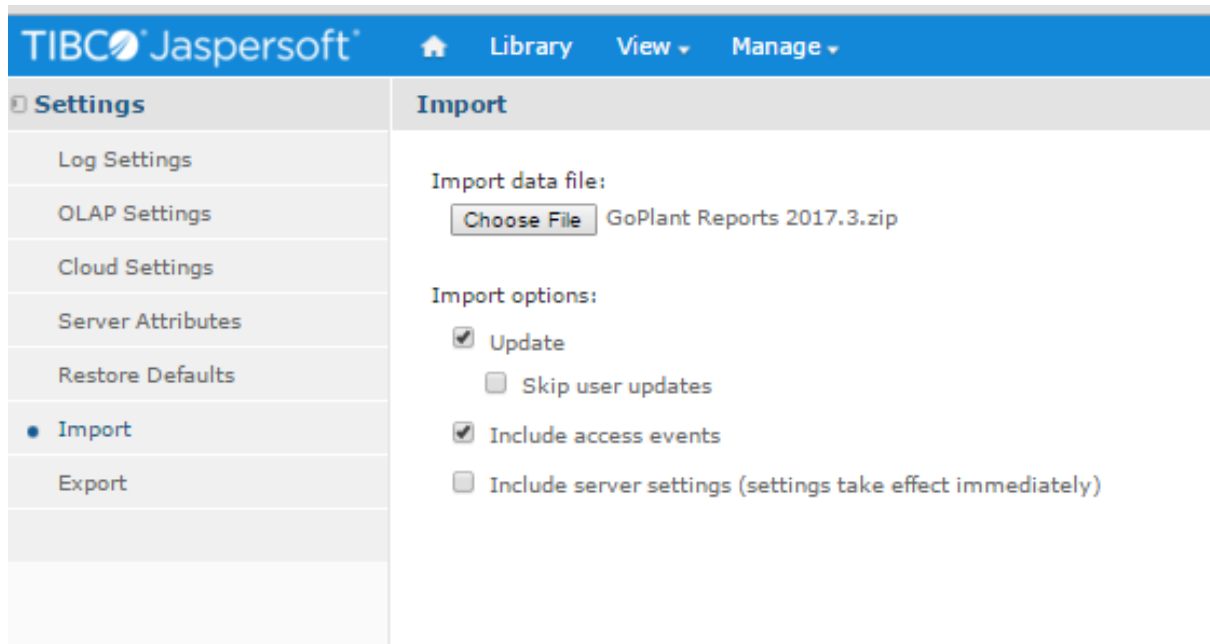 TIBCO Jaspersoft Library View Manage
Settings
Log Settings
OLAP Settings
Cloud Settings
Server Attributes
Restore Defaults
Import
Export
Import
Import data file:
Choose File GoPlant Reports 2017.3.zip
Import options:
Update
Skip user updates
Include access events
Include server settings (settings take effect immediately)